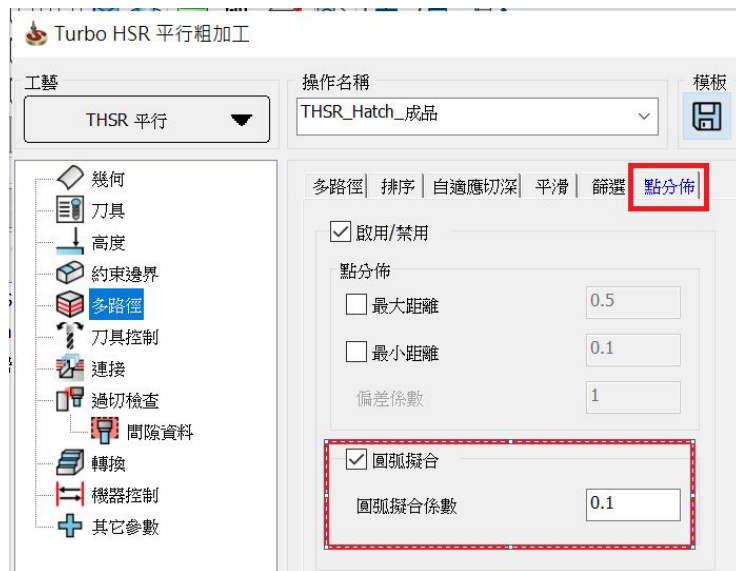 Turbo HSR 平行粗加工
工藝
THSR 平行
操作名稱
THSR_Hatch_成品
模板
幾何
刀具
高度
約束邊界
多路徑
刀具控制
連接
過切檢查
間隙資料
轉換
機器控制
其它參數
多路徑 排序 自適應切深 平滑 篩選 點分佈
啟用/禁用
點分佈
最大距離 0.5
最小距離 0.1
偏差係數 1
圓弧擬合
圓弧擬合係數 0.1